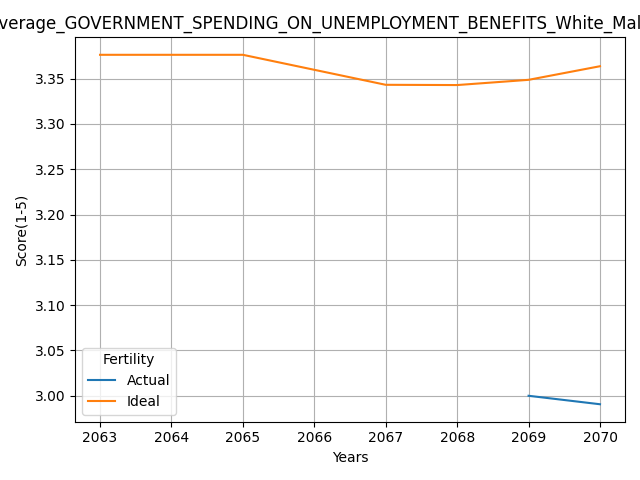 verage_GOVERNMENT_SPENDING_ON_UNEMPLOYMENT_BENEFITS_White_Mal
Score(1-5)
3.35
3.30
3.25
3.20
3.15
3.10
3.05
3.00
Fertility
Actual
Ideal
2063 2064 2065 2066 2067 2068 2069 2070
Years